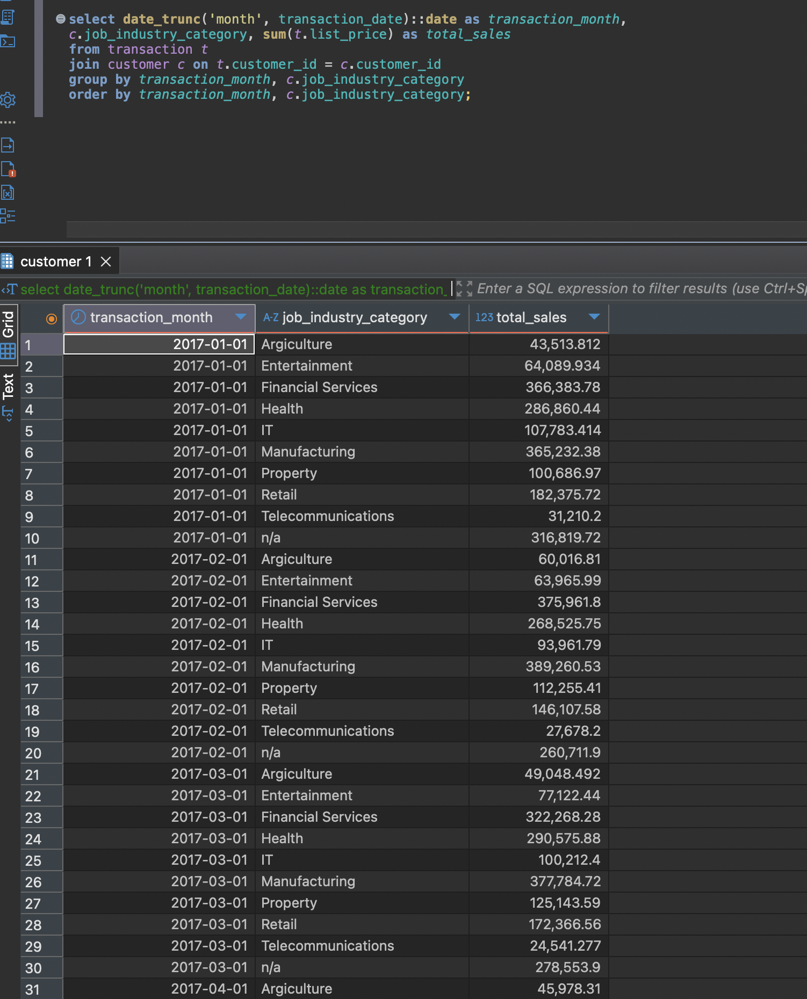 select date_trunc('month', transaction_date)::date as transaction_month,
c.job_industry_category, sum(t.list_price) as total_sales
from transaction t
join customer c on t.customer_id = c.customer_id
group by transaction_month, c.job_industry_category
order by transaction_month, c.job_industry_category;
customer 1
select date_trunc('month', transaction_date)::date as transaction_ Enter a SQL expression to filter results (use Ctrl+Sp
Grid
Text
transaction_month A-Z job_industry_category 123 total_sales
1 2017-01-01 Argiculture 43,513.812
2 2017-01-01 Entertainment 64,089.934
3 2017-01-01 Financial Services 366,383.78
4 2017-01-01 Health 286,860.44
5 2017-01-01 IT 107,783.414
6 2017-01-01 Manufacturing 365,232.38
7 2017-01-01 Property 100,686.97
8 2017-01-01 Retail 182,375.72
9 2017-01-01 Telecommunications 31,210.2
10 2017-01-01 n/a 316,819.72
11 2017-02-01 Argiculture 60,016.81
12 2017-02-01 Entertainment 63,965.99
13 2017-02-01 Financial Services 375,961.8
14 2017-02-01 Health 268,525.75
15 2017-02-01 IT 93,961.79
16 2017-02-01 Manufacturing 389,260.53
17 2017-02-01 Property 112,255.41
18 2017-02-01 Retail 146,107.58
19 2017-02-01 Telecommunications 27,678.2
20 2017-02-01 n/a 260,711.9
21 2017-03-01 Argiculture 49,048.492
22 2017-03-01 Entertainment 77,122.44
23 2017-03-01 Financial Services 322,268.28
24 2017-03-01 Health 290,575.88
25 2017-03-01 IT 100,212.4
26 2017-03-01 Manufacturing 377,784.72
27 2017-03-01 Property 125,143.59
28 2017-03-01 Retail 172,366.56
29 2017-03-01 Telecommunications 24,541.277
30 2017-03-01 n/a 278,553.9
31 2017-04-01 Argiculture 45,978.31